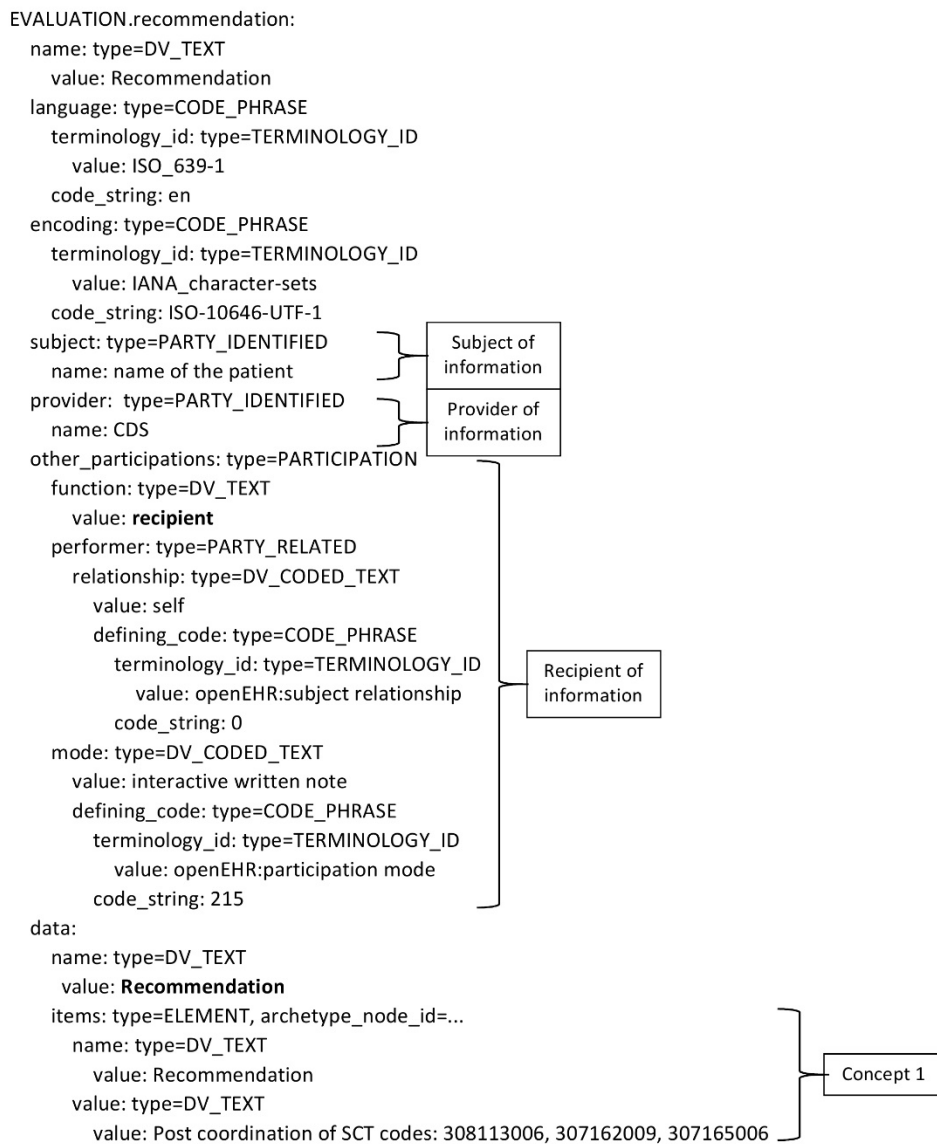 EVALUATION.recommendation:
name: type=DV_TEXT
value: Recommendation
language: type=CODE_PHRASE
terminology_id: type=TERMINOLOGY_ID
value: ISO_639-1
code_string: en
encoding: type=CODE_PHRASE
terminology_id: type=TERMINOLOGY_ID
value: IANA_character-sets
code_string: ISO-10646-UTF-1
subject: type=PARTY_IDENTIFIED
name: name of the patient
Subject of
information
provider:  type=PARTY_IDENTIFIED
name: CDS
Provider of
information
other_participations: type=PARTICIPATION
function: type=DV_TEXT
value: recipient
performer: type=PARTY_RELATED
relationship: type=DV_CODED_TEXT
value: self
defining_code: type=CODE_PHRASE
terminology_id: type=TERMINOLOGY_ID
value: openEHR:subject relationship
code_string: 0
mode: type=DV_CODED_TEXT
value: interactive written note
defining_code: type=CODE_PHRASE
terminology_id: type=TERMINOLOGY_ID
value: openEHR:participation mode
code_string: 215
Recipient of
information
data:
name: type=DV_TEXT
value: Recommendation
items: type=ELEMENT, archetype_node_id=...
name: type=DV_TEXT
value: Recommendation
value: type=DV_TEXT
value: Post coordination of SCT codes: 308113006, 307162009, 307165006
Concept 1